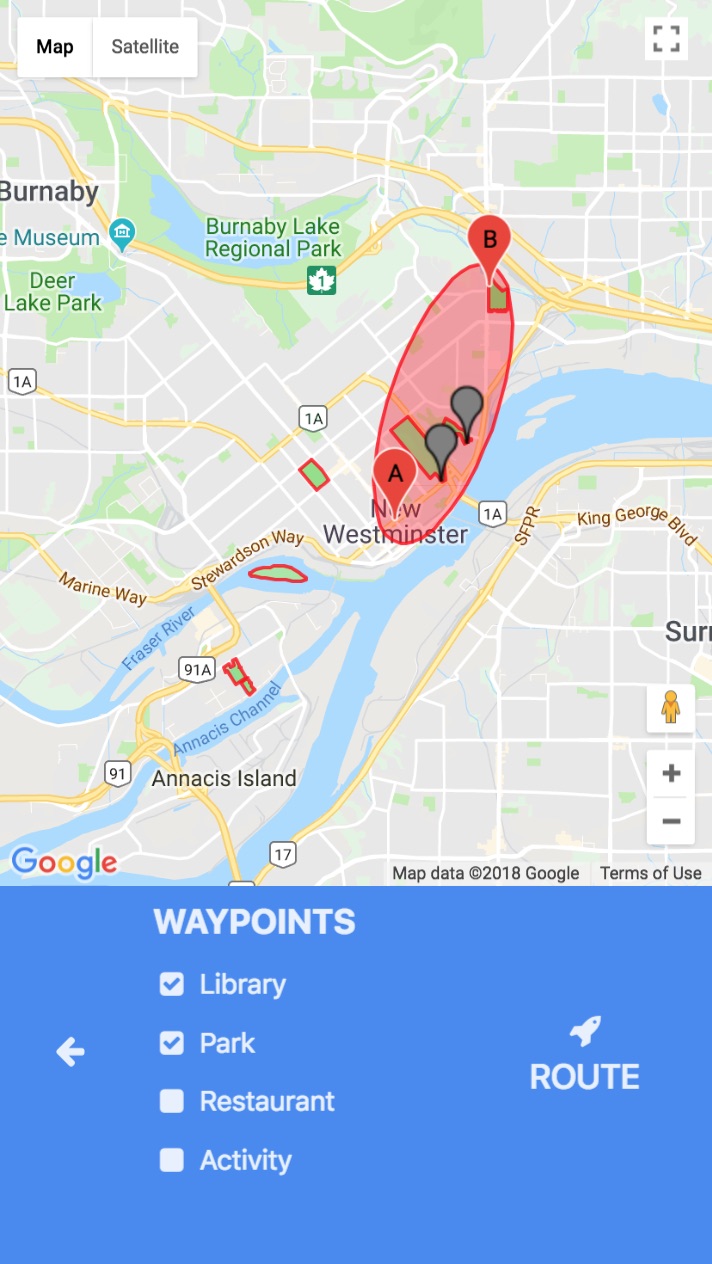 Map
Satellite
Burnaby
e Museum
Burnaby Lake
Regional Park
1
Deer
Lake Park
B
1A
1A
A
New
Westminster
1A
SFPR
King George Blvd
Stewardson Way
Marine Way
Fraser River
Surr
91A
Annacis Channel
91
Annacis Island
17
Google
Map data ©2018 Google
Terms of Use
WAYPOINTS
Library
Park
Restaurant
Activity
ROUTE